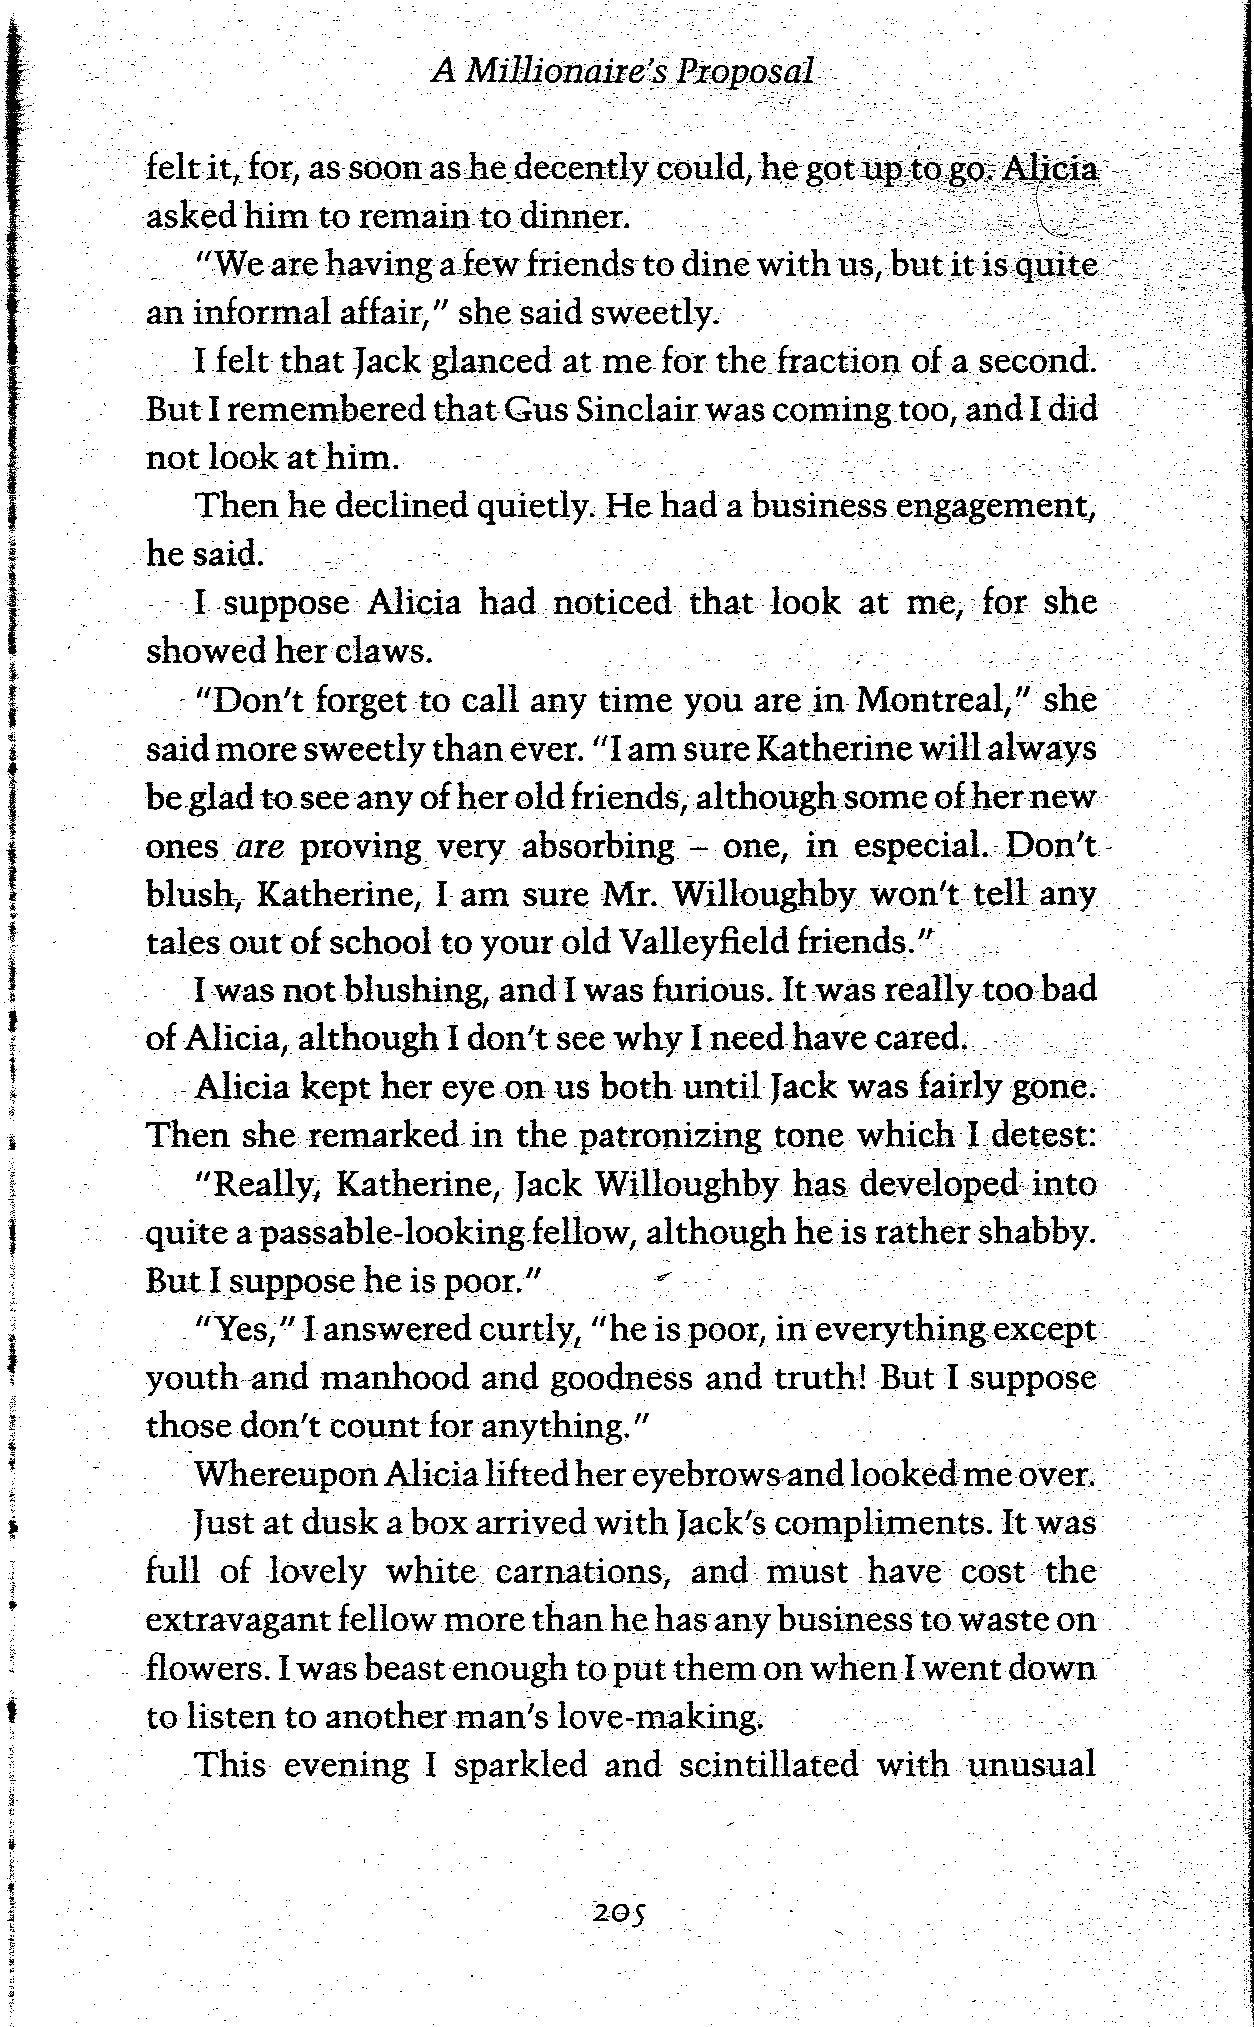 A Millionaire's Proposal
felt it, for, as soon as he decently could, he got up to go. Alicia
asked him to remain to dinner.
"We are having a few friends to dine with us, but it is quite
an informal affair," she said sweetly.
I felt that Jack glanced at me for the fraction of a second.
But I remembered that Gus Sinclair was coming too, and I did
not look at him.
Then he declined quietly. He had a business engagement,
he said.
I suppose Alicia had noticed that look at me, for she
showed her claws.
"Don't forget to call any time you are in Montreal," she
said more sweetly than ever. "I am sure Katherine will always
be glad to see any of her old friends, although some of her new
ones are proving very absorbing – one, in especial. Don't
blush, Katherine, I am sure Mr. Willoughby won't tell any
tales out of school to your old Valleyfield friends."
I was not blushing, and I was furious. It was really too bad
of Alicia, although I don't see why I need have cared.
Alicia kept her eye on us both until Jack was fairly gone.
Then she remarked in the patronizing tone which I detest:
"Really, Katherine, Jack Willoughby has developed into
quite a passable-looking fellow, although he is rather shabby.
But I suppose he is poor."
"Yes," I answered curtly, "he is poor, in everything except
youth and manhood and goodness and truth! But I suppose
those don't count for anything."
Whereupon Alicia lifted her eyebrows and looked me over.
Just at dusk a box arrived with Jack's compliments. It was
full of lovely white carnations, and must have cost the
extravagant fellow more than he has any business to waste on
flowers. I was beast enough to put them on when I went down
to listen to another man's love-making.
This evening I sparkled and scintillated with unusual
205